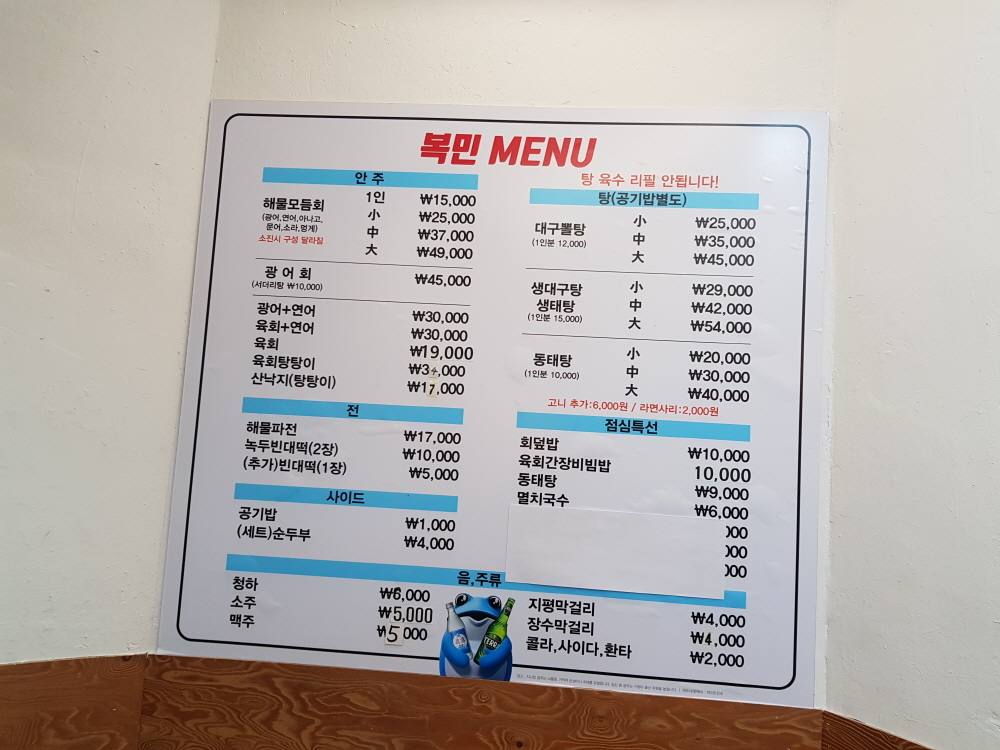 복민 MENU
안 주
해물모듬회 1인 ₩15,000
(광어,연어,아나고, 小 ₩25,000
문어,소라,멍게) 中 ₩37,000
소진시 구성 달라짐 大 ₩49,000
광 어 회 ₩45,000
(서더리탕 ₩10,000)
광어+연어 ₩30,000
육회+연어 ₩30,000
육회 ₩19,000
육회탕탕이 ₩34,000
산낙지(탕탕이) ₩17,000
전
해물파전 ₩17,000
녹두빈대떡(2장) ₩10,000
(추가)빈대떡(1장) ₩5,000
사이드
공기밥 ₩1,000
(세트)순두부 ₩4,000
탕 육수 리필 안됩니다!
탕(공기밥별도)
대구뽈탕 小 ₩25,000
(1인분 12,000) 中 ₩35,000
大 ₩45,000
생대구탕 小 ₩29,000
생태탕 中 ₩42,000
(1인분 15,000) 大 ₩54,000
동태탕 小 ₩20,000
(1인분 10,000) 中 ₩30,000
大 ₩40,000
고니 추가:6,000원 / 라면사리:2,000원
점심특선
회덮밥 ₩10,000
육회간장비빔밥 10,000
동태탕 ₩9,000
멸치국수 ₩6,000
000
000
000
음,주류
청하 ₩6,000
소주 ₩5,000
맥주 ₩5000
지평막걸리 ₩4,000
장수막걸리 ₩4,000
콜라,사이다,환타 ₩2,000